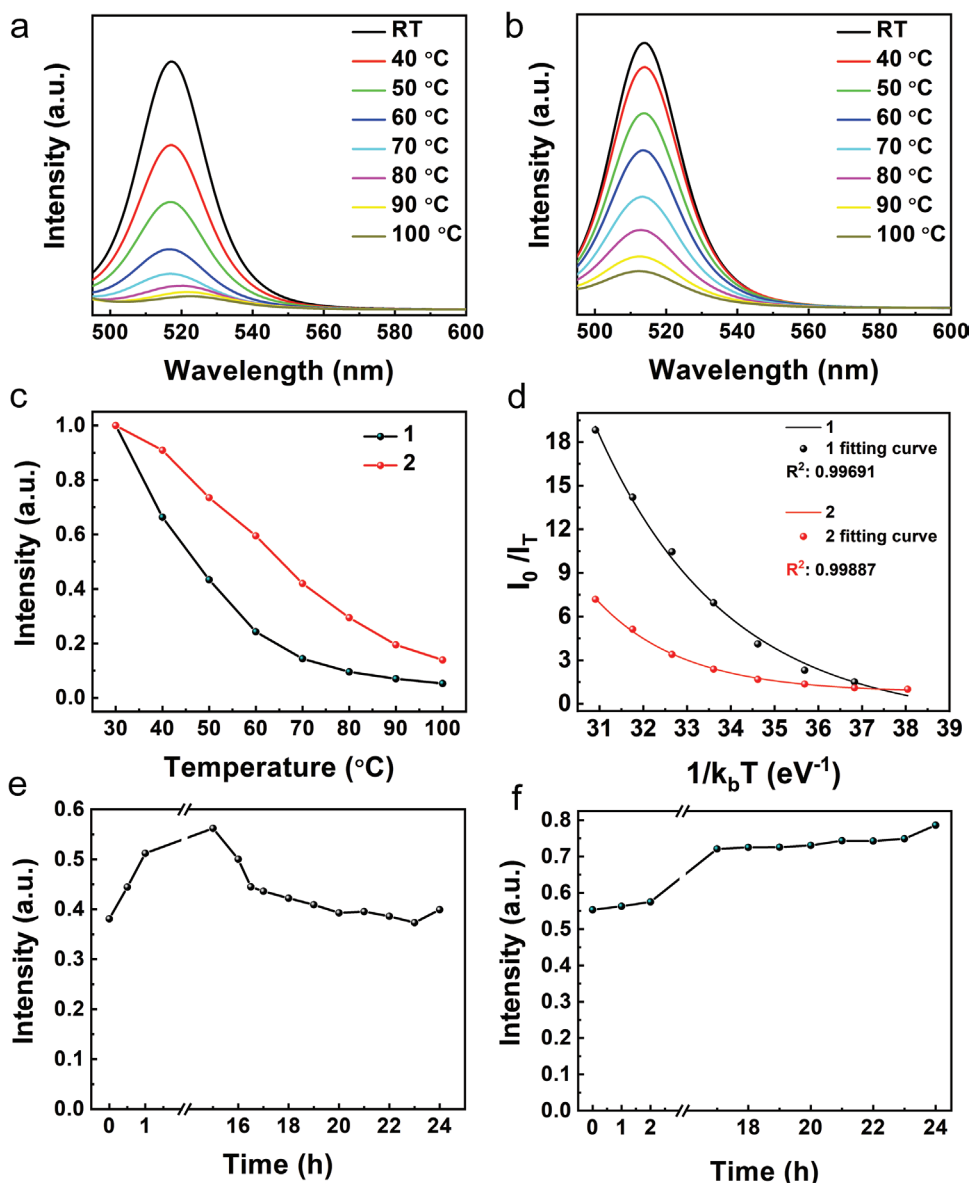 a
Intensity (a.u.)
RT
40 °C
50 °C
60 °C
70 °C
80 °C
90 °C
100 °C
500 520 540 560 580 600
Wavelength (nm)
b
Intensity (a.u.)
RT
40 °C
50 °C
60 °C
70 °C
80 °C
90 °C
100 °C
500 520 540 560 580 600
Wavelength (nm)
c
Intensity (a.u.)
1.0
0.8
0.6
0.4
0.2
0.0
1
2
30 40 50 60 70 80 90 100
Temperature (°C)
d
I₀ /I_T
18
15
12
9
6
3
0
1
1 fitting curve
R²: 0.99691
2
2 fitting curve
R²: 0.99887
31 32 33 34 35 36 37 38 39
1/k_bT (eV⁻¹)
e
Intensity (a.u.)
0.6
0.5
0.4
0.3
0.2
0.1
0.0
0 1 16 18 20 22 24
Time (h)
f
Intensity (a.u.)
0.8
0.7
0.6
0.5
0.4
0.3
0.2
0.1
0.0
0 1 2 18 20 22 24
Time (h)